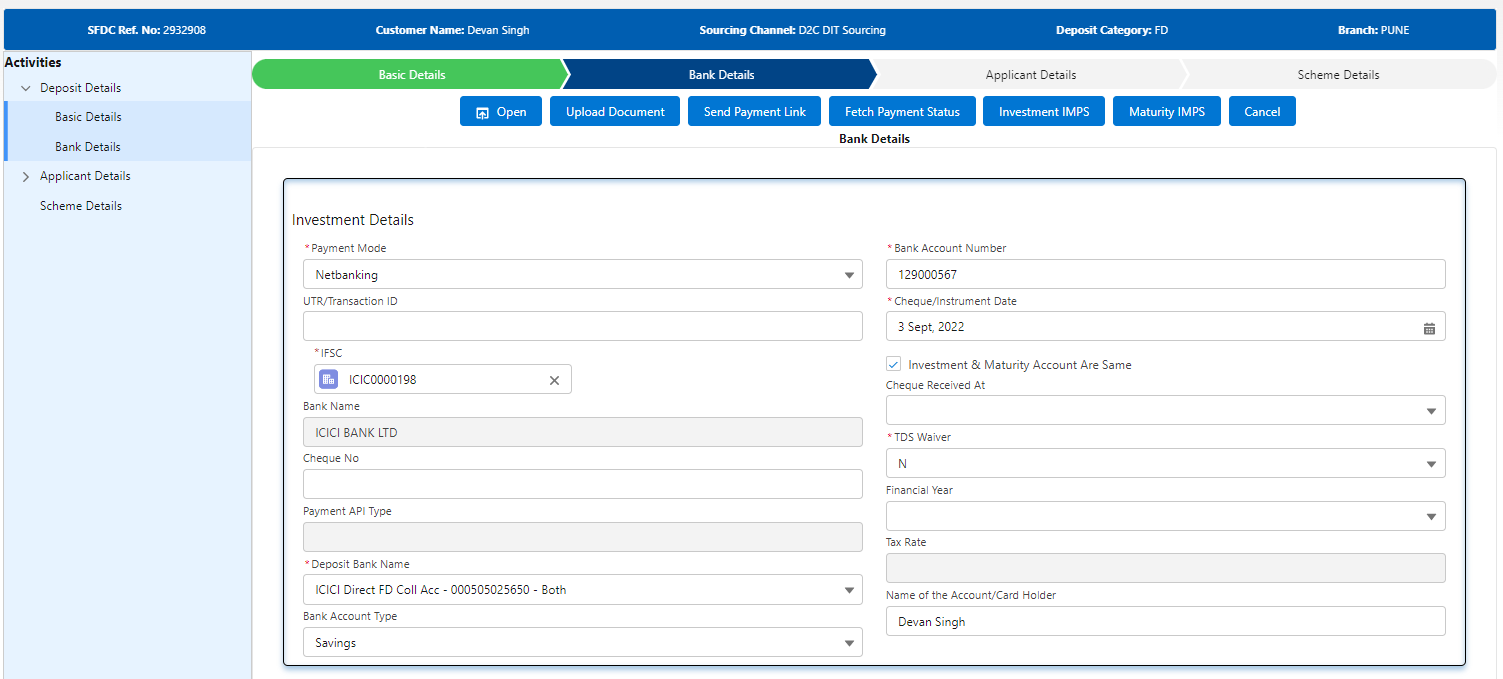 SFDC Ref. No: 2932908 Customer Name: Devan Singh Sourcing Channel: D2C DIT Sourcing Deposit Category: FD Branch: PUNE
Activities
Deposit Details
Basic Details
Bank Details
Applicant Details
Scheme Details
Basic Details Bank Details Applicant Details Scheme Details
Open Upload Document Send Payment Link Fetch Payment Status Investment IMPS Maturity IMPS Cancel
Bank Details
Investment Details
*Payment Mode
Netbanking
UTR/Transaction ID
*IFSC
ICIC0000198
Bank Name
ICICI BANK LTD
Cheque No
Payment API Type
*Deposit Bank Name
ICICI Direct FD Coll Acc - 000505025650 - Both
Bank Account Type
Savings
*Bank Account Number
129000567
*Cheque/Instrument Date
3 Sept, 2022
Investment & Maturity Account Are Same
Cheque Received At
*TDS Waiver
N
Financial Year
Tax Rate
Name of the Account/Card Holder
Devan Singh